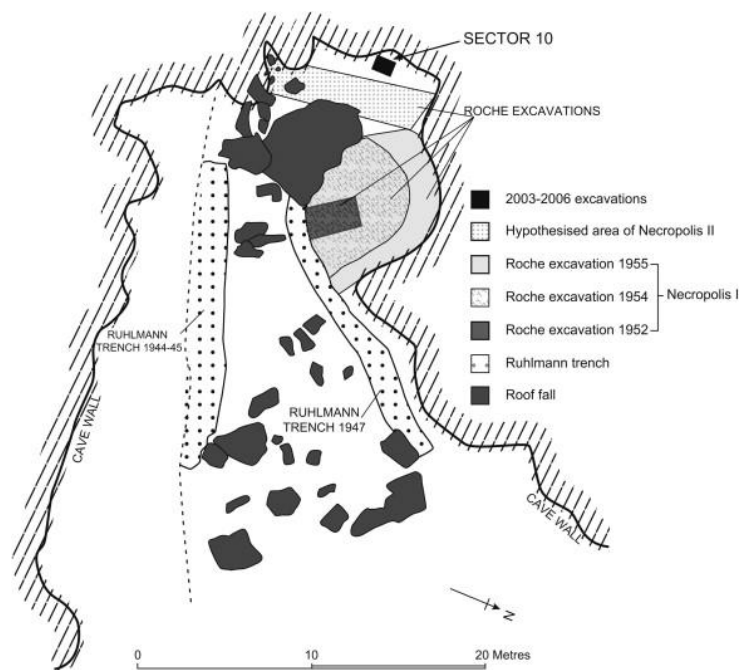 SECTOR 10
ROCHE EXCAVATIONS
2003-2006 excavations
Hypothesised area of Necropolis II
Roche excavation 1955
Roche excavation 1954
Necropolis I
Roche excavation 1952
Ruhlmann trench
Roof fall
RUHLMANN
TRENCH 1944-45
RUHLMANN
TRENCH 1947
CAVE WALL
CAVE WALL
N
0
10
20 Metres